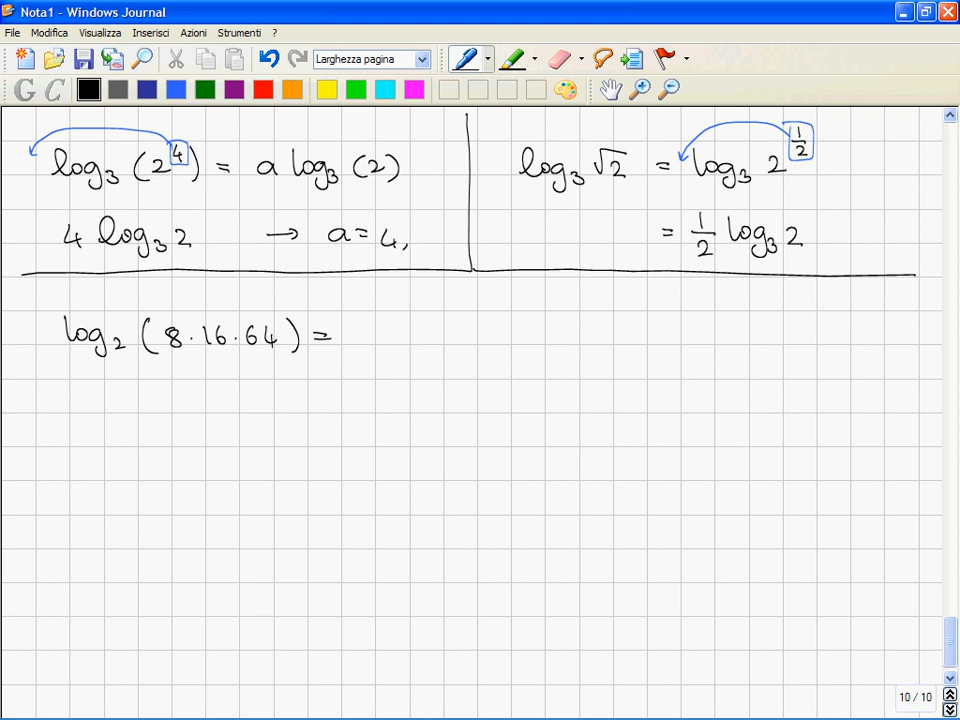 Nota1 - Windows Journal
File Modifica Visualizza Inserisci Azioni Strumenti ?
Larghezza pagina
log₃ (2⁴) = a log₃ (2)
4 log₃ 2 → a = 4,
log₃ √2 = log₃ 2^(1/2)
= 1/2 log₃ 2
log₂ (8·16·64) =
10 / 10